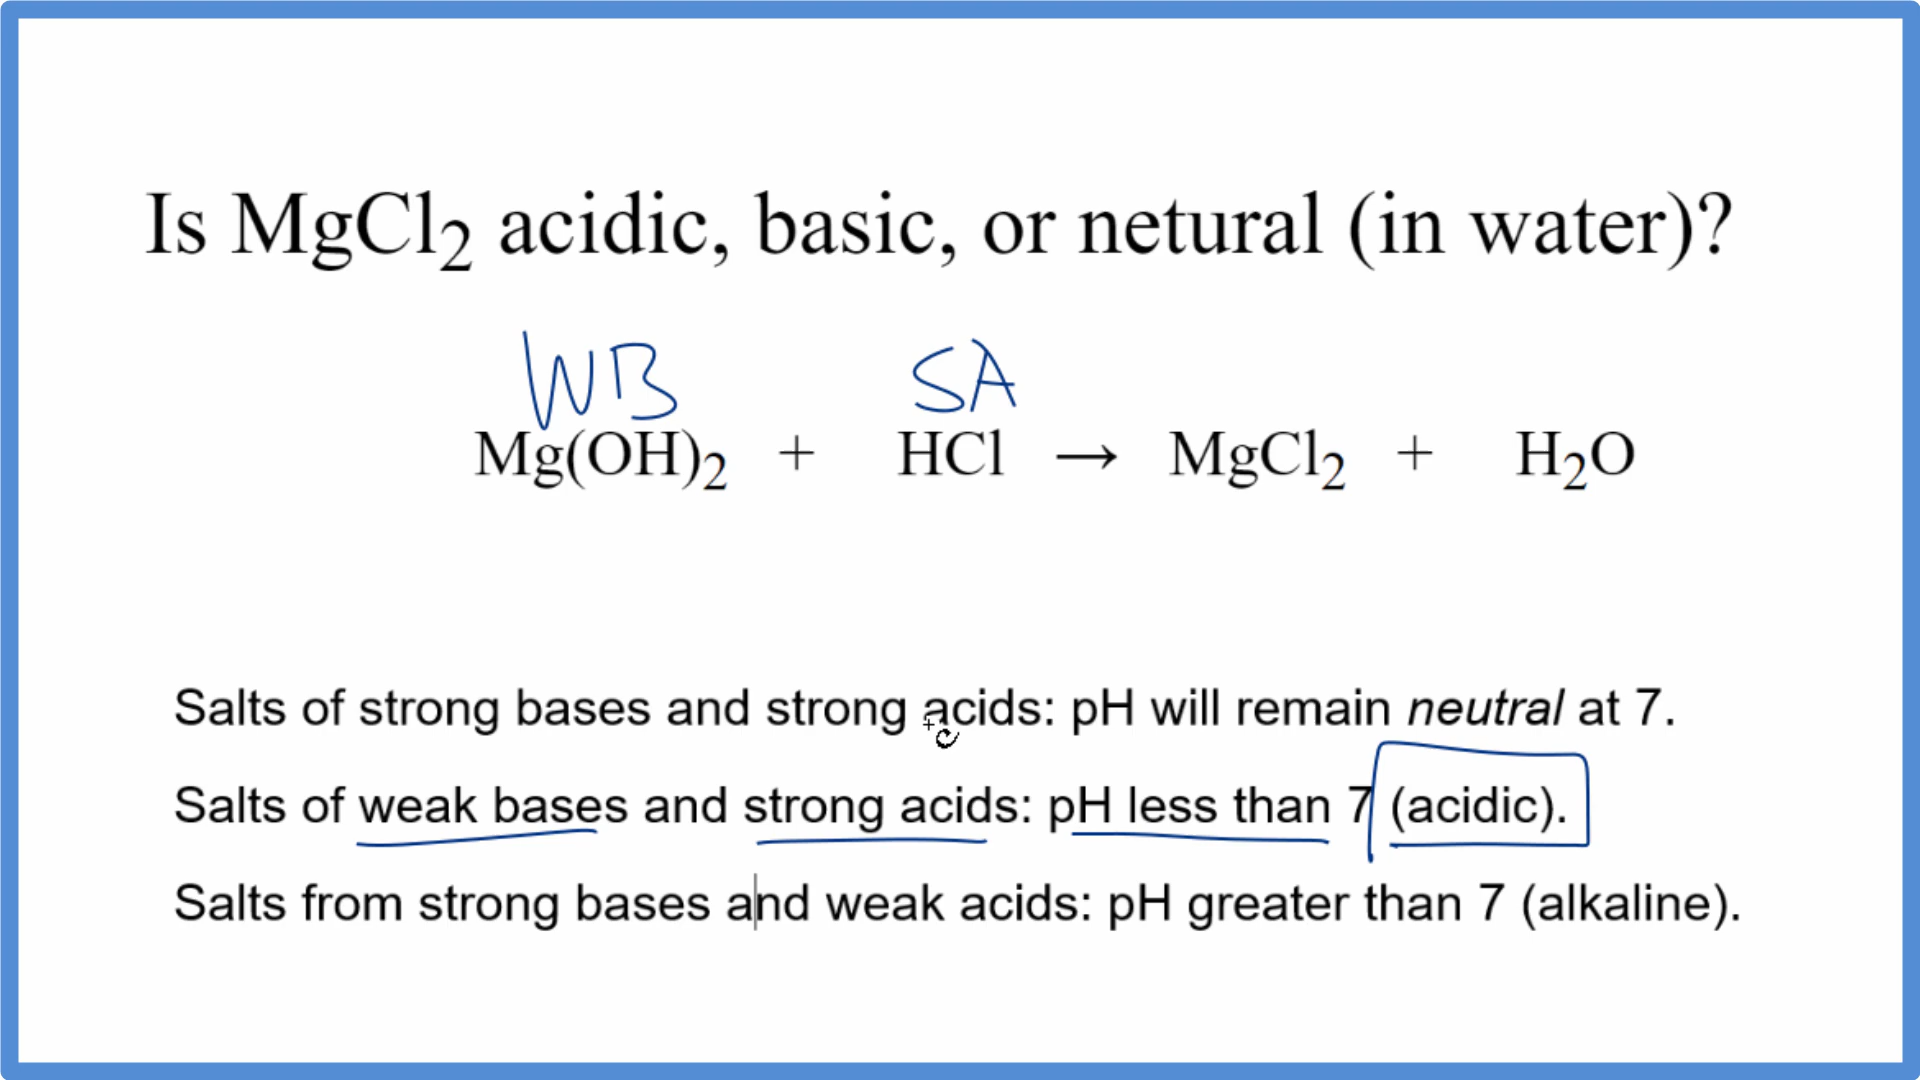 Is MgCl₂ acidic, basic, or netural (in water)?
WB SA
Mg(OH)₂ + HCl → MgCl₂ + H₂O
Salts of strong bases and strong acids: pH will remain neutral at 7.
Salts of weak bases and strong acids: pH less than 7 (acidic).
Salts from strong bases and weak acids: pH greater than 7 (alkaline).